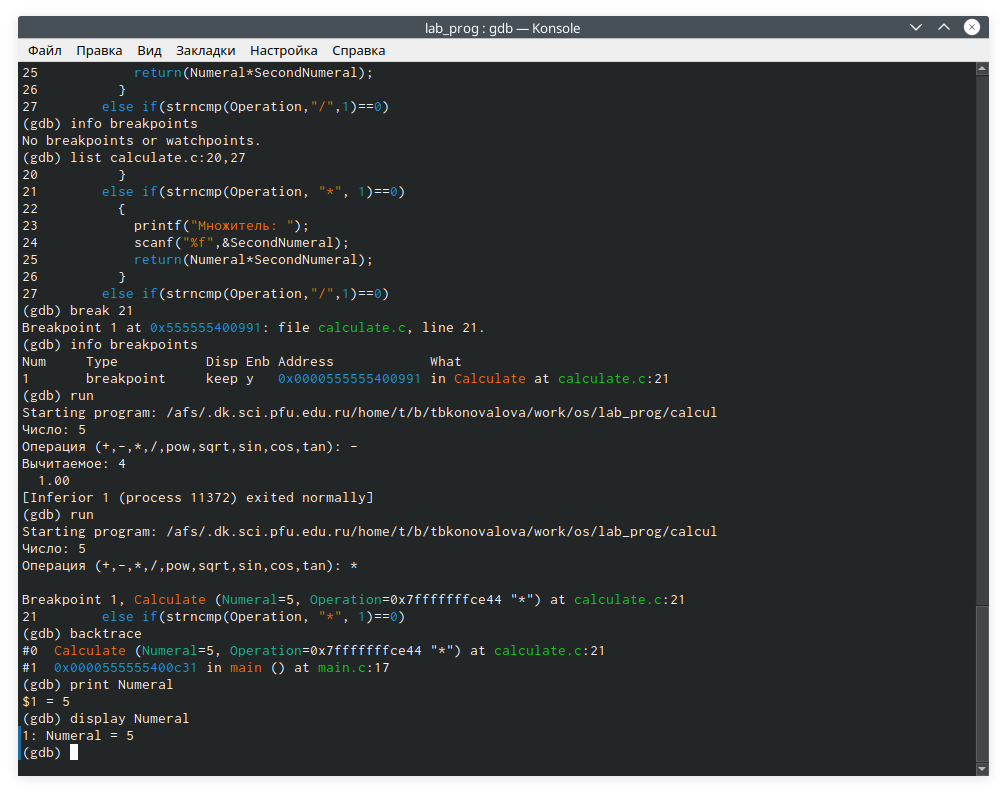 lab_prog : gdb — Konsole
Файл Правка Вид Закладки Настройка Справка
25            return(Numeral*SecondNumeral);
26          }
27        else if(strncmp(Operation,"/",1)==0)
(gdb) info breakpoints
No breakpoints or watchpoints.
(gdb) list calculate.c:20,27
20          }
21        else if(strncmp(Operation, "*", 1)==0)
22          {
23            printf("Множитель: ");
24            scanf("%f",&SecondNumeral);
25            return(Numeral*SecondNumeral);
26          }
27        else if(strncmp(Operation,"/",1)==0)
(gdb) break 21
Breakpoint 1 at 0x555555400991: file calculate.c, line 21.
(gdb) info breakpoints
Num     Type           Disp Enb Address            What
1       breakpoint     keep y   0x0000555555400991 in Calculate at calculate.c:21
(gdb) run
Starting program: /afs/.dk.sci.pfu.edu.ru/home/t/b/tbkonovalova/work/os/lab_prog/calcul
Число: 5
Операция (+,-,*,/,pow,sqrt,sin,cos,tan): -
Вычитаемое: 4
  1.00
[Inferior 1 (process 11372) exited normally]
(gdb) run
Starting program: /afs/.dk.sci.pfu.edu.ru/home/t/b/tbkonovalova/work/os/lab_prog/calcul
Число: 5
Операция (+,-,*,/,pow,sqrt,sin,cos,tan): *
Breakpoint 1, Calculate (Numeral=5, Operation=0x7fffffffce44 "*") at calculate.c:21
21        else if(strncmp(Operation, "*", 1)==0)
(gdb) backtrace
#0  Calculate (Numeral=5, Operation=0x7fffffffce44 "*") at calculate.c:21
#1  0x0000555555400c31 in main () at main.c:17
(gdb) print Numeral
$1 = 5
(gdb) display Numeral
1: Numeral = 5
(gdb)